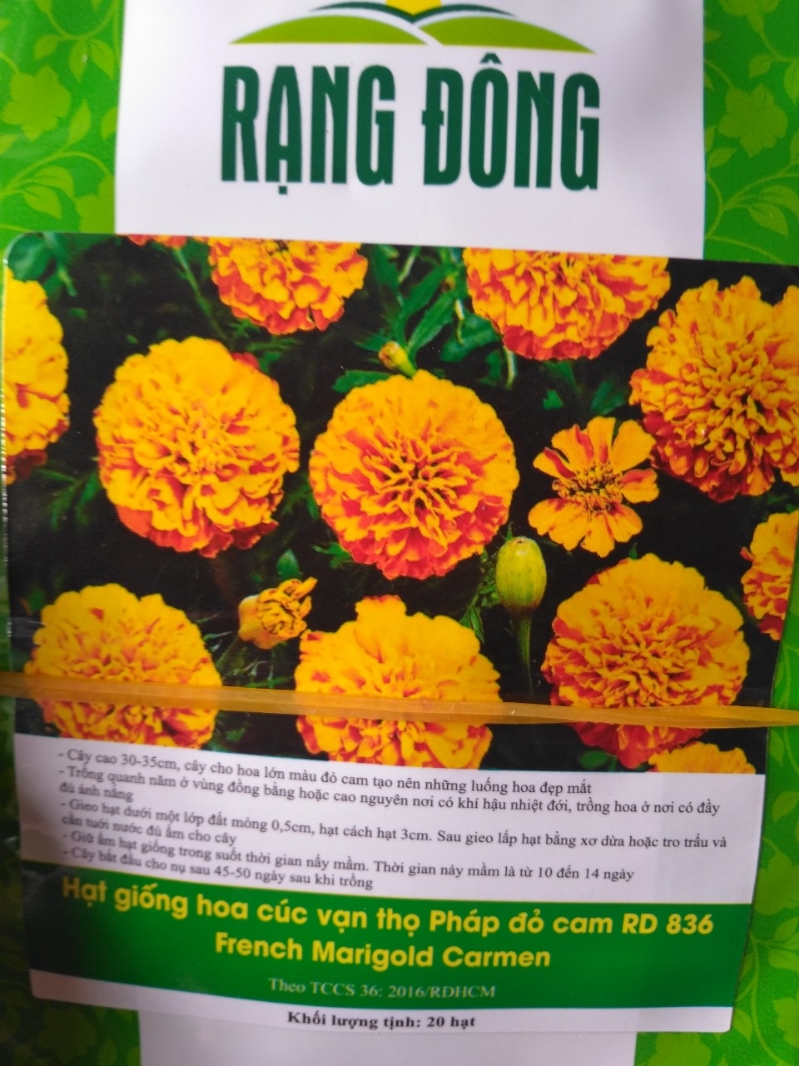 RẠNG ĐÔNG
- Cây cao 30-35cm, cây cho hoa lớn màu đỏ cam tạo nên những luống hoa đẹp mắt
- Trồng quanh năm ở vùng đồng bằng hoặc cao nguyên nơi có khí hậu nhiệt đới, trồng hoa ở nơi có đầy
đủ ánh nắng
- Gieo hạt dưới một lớp đất mỏng 0,5cm, hạt cách hạt 3cm. Sau gieo lấp hạt bằng xơ dừa hoặc tro trấu và
cần tưới nước đủ ẩm cho cây
- Giữ ẩm hạt giống trong suốt thời gian nẩy mầm. Thời gian nảy mầm là từ 10 đến 14 ngày
- Cây bắt đầu cho nụ sau 45-50 ngày sau khi trồng
Hạt giống hoa cúc vạn thọ Pháp đỏ cam RD 836
French Marigold Carmen
Theo TCCS 36: 2016/RĐHCM
Khối lượng tịnh: 20 hạt